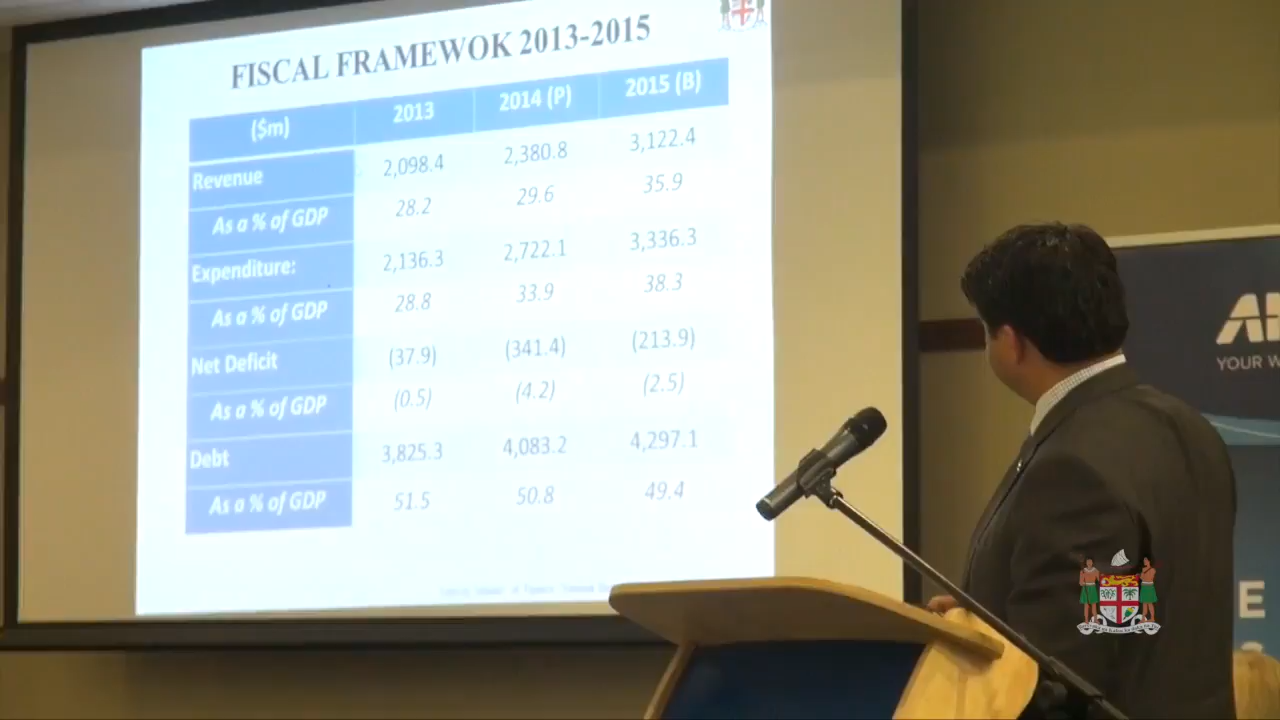 FISCAL FRAMEWOK 2013-2015
($m) 2013 2014 (P) 2015 (B)
Revenue 2,098.4 2,380.8 3,122.4
As a % of GDP 28.2 29.6 35.9
Expenditure: 2,136.3 2,722.1 3,336.3
As a % of GDP 28.8 33.9 38.3
Net Deficit (37.9) (341.4) (213.9)
As a % of GDP (0.5) (4.2) (2.5)
Debt 3,825.3 4,083.2 4,297.1
As a % of GDP 51.5 50.8 49.4
YOUR W
E